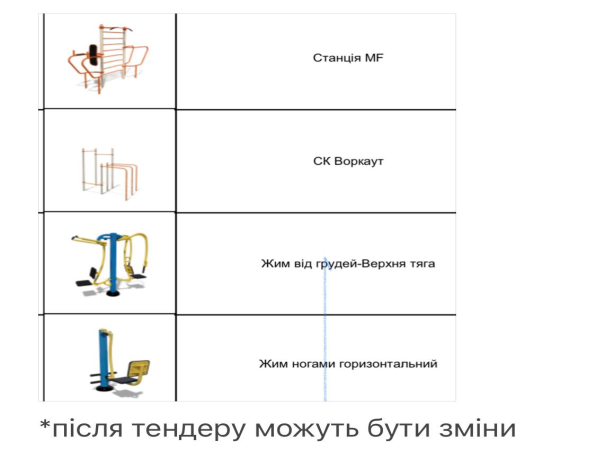 Станція MF
СК Воркаут
Жим від грудей-Верхня тяга
Жим ногами горизонтальний
*після тендеру можуть бути зміни